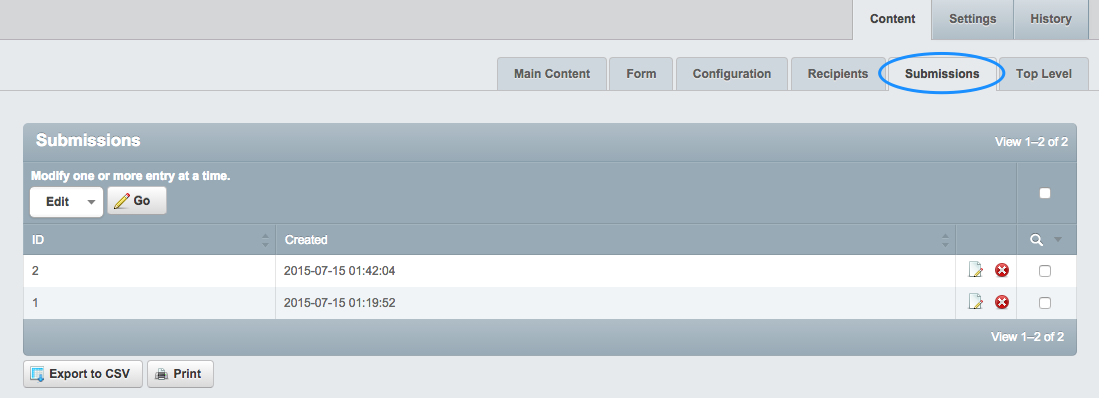 Content Settings History
Main Content Form Configuration Recipients Submissions Top Level
Submissions View 1–2 of 2
Modify one or more entry at a time.
Edit Go
ID Created
2 2015-07-15 01:42:04
1 2015-07-15 01:19:52
View 1–2 of 2
Export to CSV Print